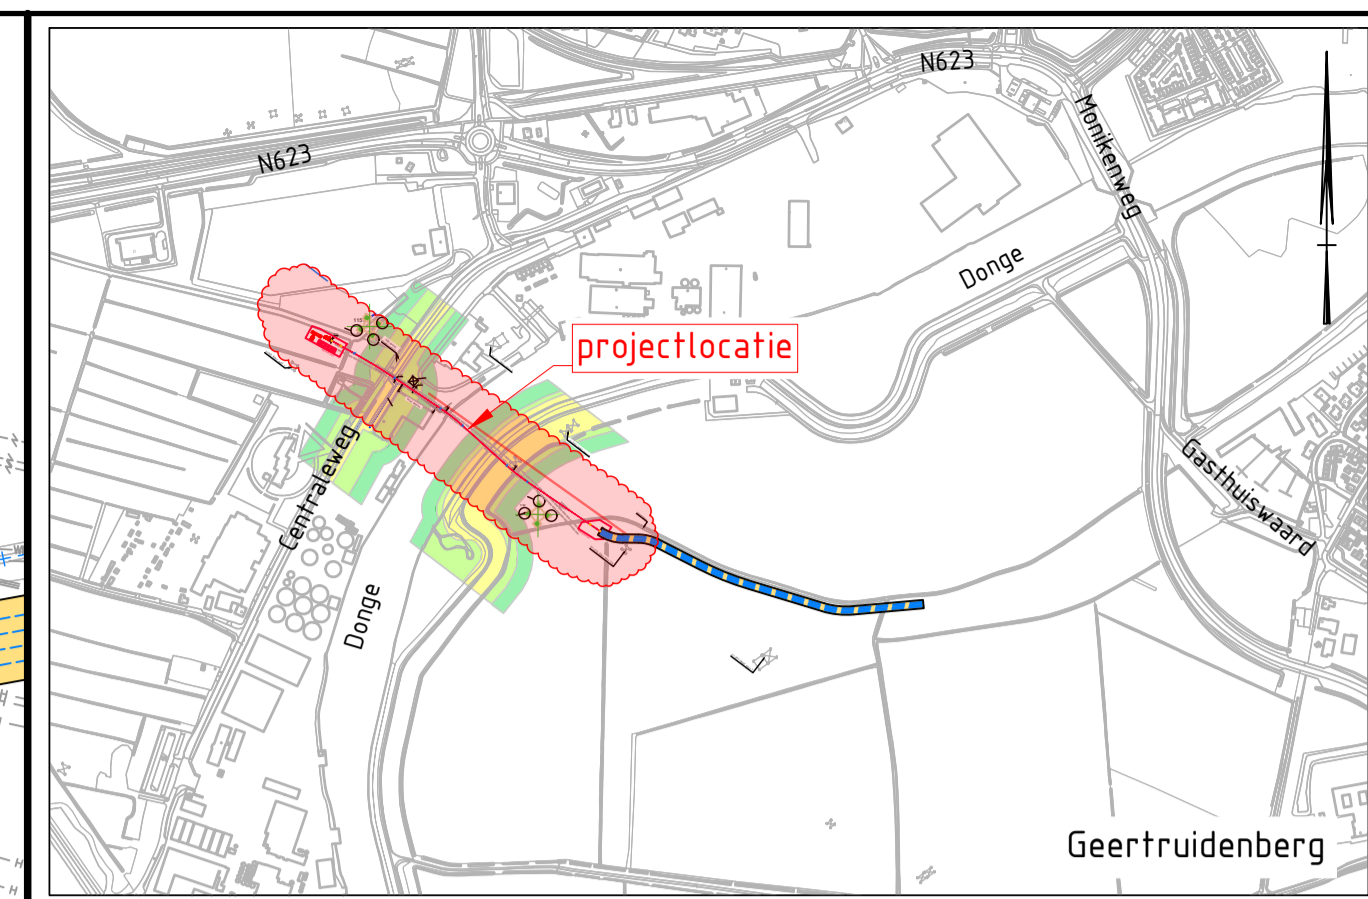 N623
Monikenweg
N623
Donge
projectlocatie
Centraleweg
Gasthuiswaard
Donge
Geertruidenberg